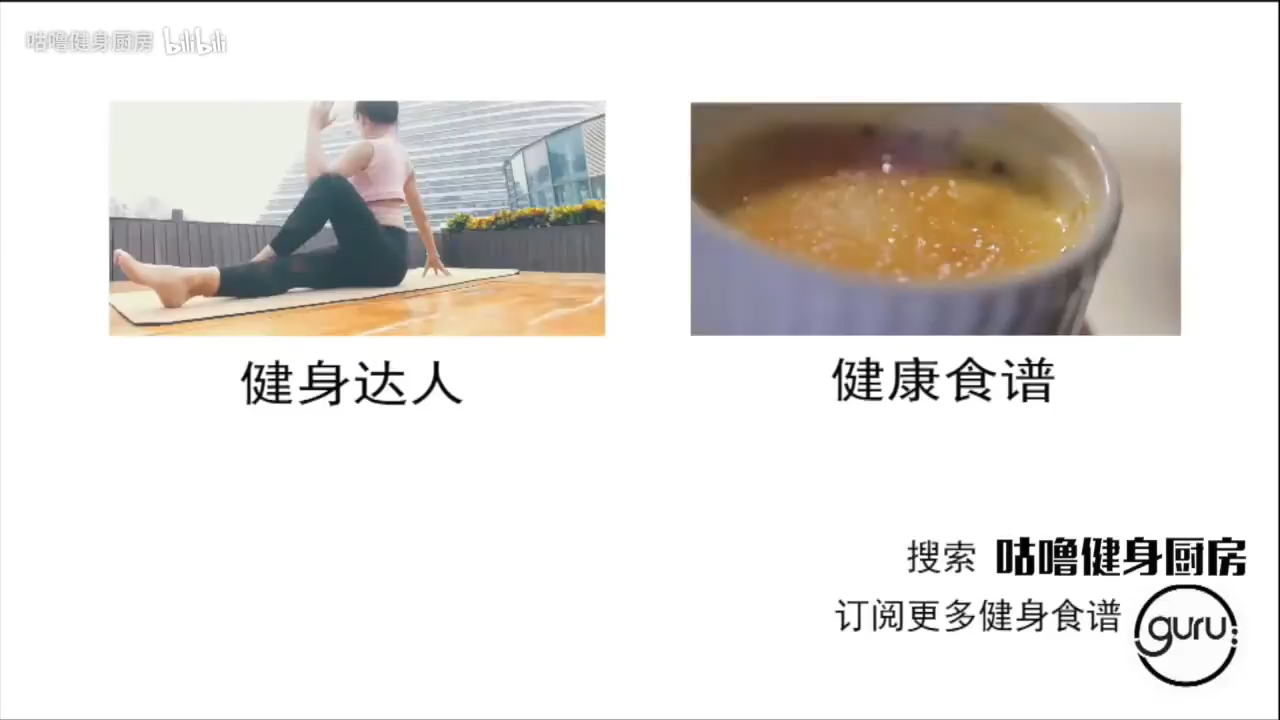 咕噜健身厨房 bilibili
健身达人
健康食谱
搜索 咕噜健身厨房
订阅更多健身食谱
guru: